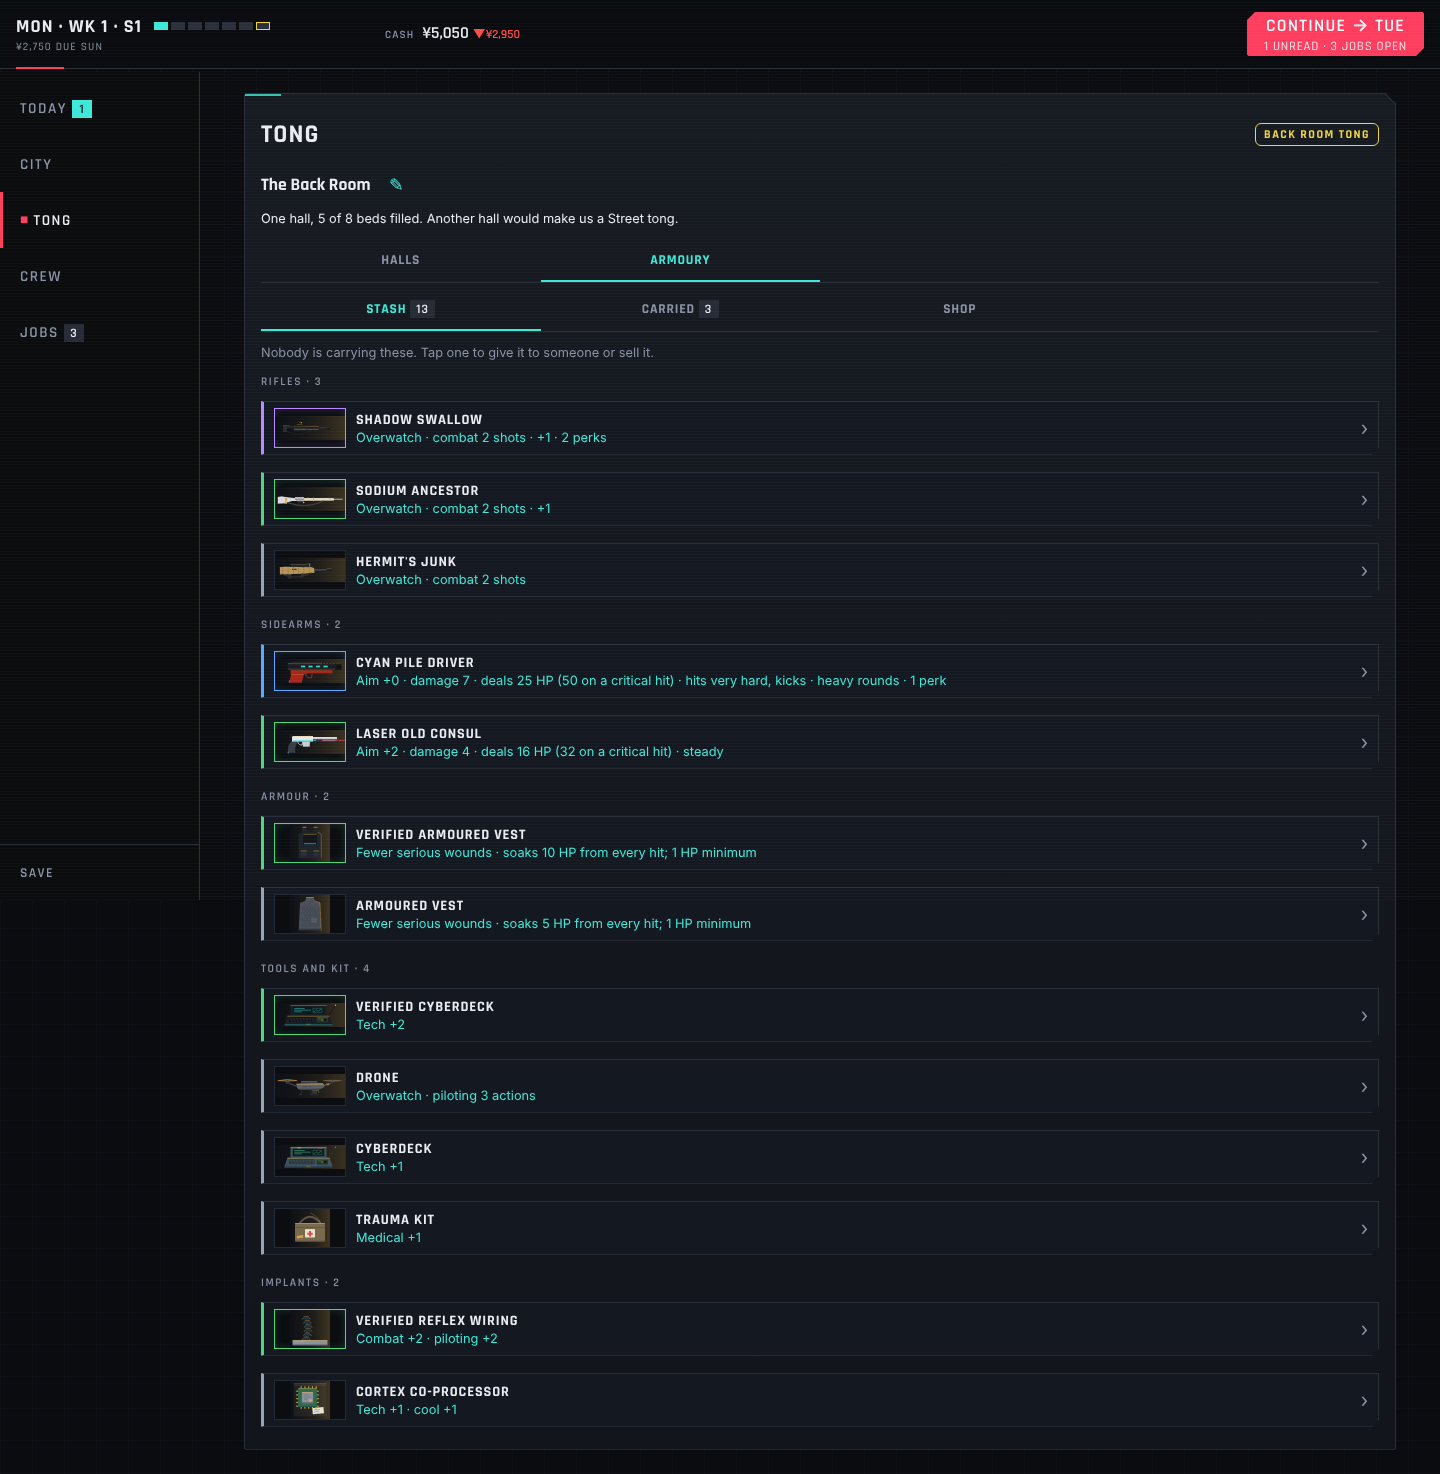 MON · WK 1 · S1
¥2,750 DUE SUN
CASH ¥5,050 ▼¥2,950
CONTINUE → TUE
1 UNREAD · 3 JOBS OPEN
TODAY 1
CITY
TONG
CREW
JOBS 3
SAVE
TONG
BACK ROOM TONG
The Back Room ✎
One hall, 5 of 8 beds filled. Another hall would make us a Street tong.
HALLS
ARMOURY
STASH 13
CARRIED 3
SHOP
Nobody is carrying these. Tap one to give it to someone or sell it.
RIFLES · 3
SHADOW SWALLOW
Overwatch · combat 2 shots · +1 · 2 perks
SODIUM ANCESTOR
Overwatch · combat 2 shots · +1
HERMIT'S JUNK
Overwatch · combat 2 shots
SIDEARMS · 2
CYAN PILE DRIVER
Aim +0 · damage 7 · deals 25 HP (50 on a critical hit) · hits very hard, kicks · heavy rounds · 1 perk
LASER OLD CONSUL
Aim +2 · damage 4 · deals 16 HP (32 on a critical hit) · steady
ARMOUR · 2
VERIFIED ARMOURED VEST
Fewer serious wounds · soaks 10 HP from every hit; 1 HP minimum
ARMOURED VEST
Fewer serious wounds · soaks 5 HP from every hit; 1 HP minimum
TOOLS AND KIT · 4
VERIFIED CYBERDECK
Tech +2
DRONE
Overwatch · piloting 3 actions
CYBERDECK
Tech +1
TRAUMA KIT
Medical +1
IMPLANTS · 2
VERIFIED REFLEX WIRING
Combat +2 · piloting +2
CORTEX CO-PROCESSOR
Tech +1 · cool +1